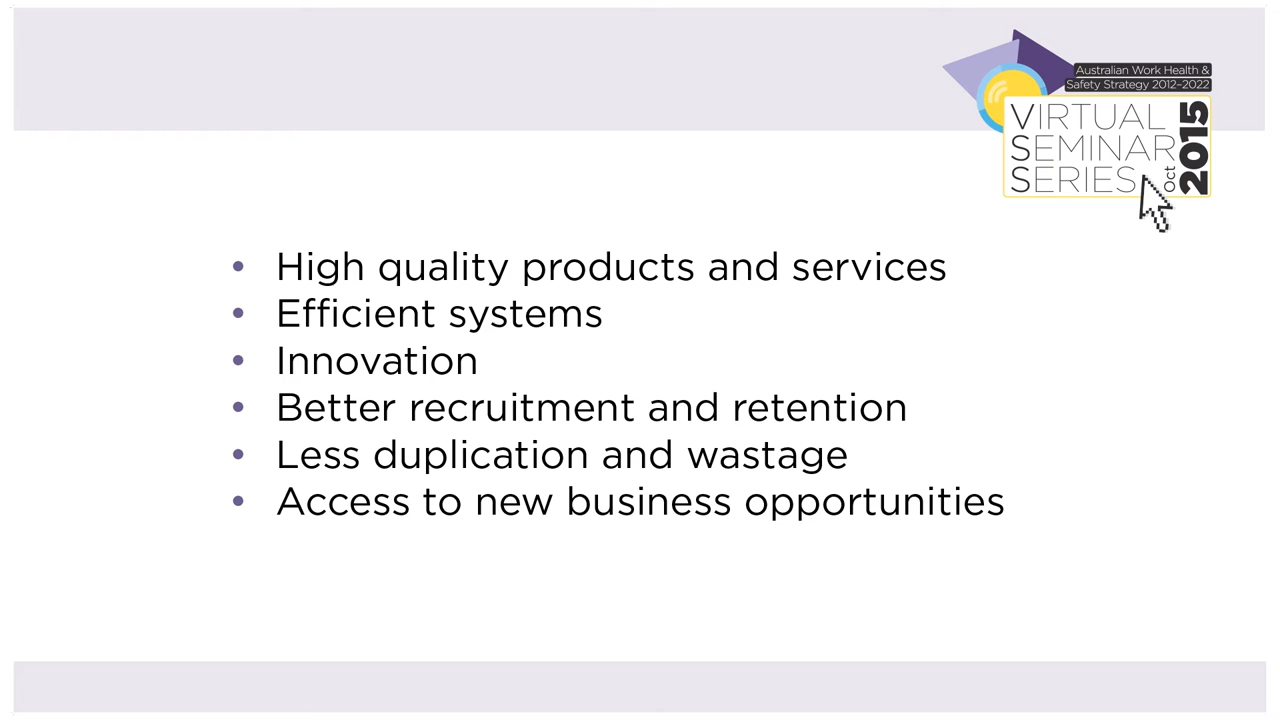 Australian Work Health &
Safety Strategy 2012–2022
VIRTUAL
SEMINAR
SERIES
Oct
2015
• High quality products and services
• Efficient systems
• Innovation
• Better recruitment and retention
• Less duplication and wastage
• Access to new business opportunities